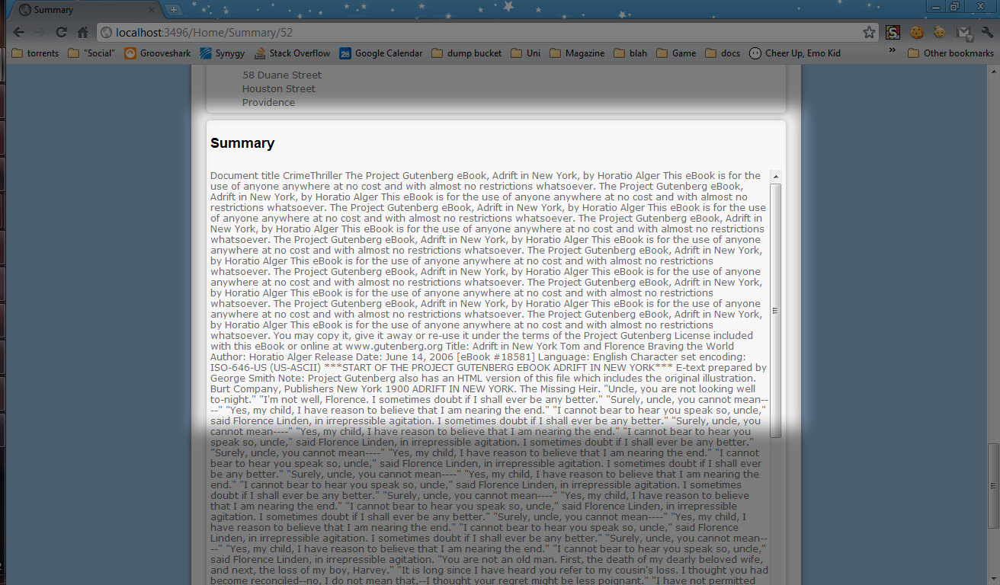 Summary
localhost:3496/Home/Summary/52
torrents "Social" Grooveshark Synygy Stack Overflow 28 Google Calendar dump bucket Uni Magazine blah Game docs Cheer Up, Emo Kid » Other bookmarks
58 Duane Street
Houston Street
Providence
Summary
Document title CrimeThriller The Project Gutenberg eBook, Adrift in New York, by Horatio Alger This eBook is for the
use of anyone anywhere at no cost and with almost no restrictions whatsoever. The Project Gutenberg eBook,
Adrift in New York, by Horatio Alger This eBook is for the use of anyone anywhere at no cost and with almost no
restrictions whatsoever. The Project Gutenberg eBook, Adrift in New York, by Horatio Alger This eBook is for the use
of anyone anywhere at no cost and with almost no restrictions whatsoever. The Project Gutenberg eBook, Adrift in
New York, by Horatio Alger This eBook is for the use of anyone anywhere at no cost and with almost no restrictions
whatsoever. The Project Gutenberg eBook, Adrift in New York, by Horatio Alger This eBook is for the use of anyone
anywhere at no cost and with almost no restrictions whatsoever. The Project Gutenberg eBook, Adrift in New York,
by Horatio Alger This eBook is for the use of anyone anywhere at no cost and with almost no restrictions
whatsoever. The Project Gutenberg eBook, Adrift in New York, by Horatio Alger This eBook is for the use of anyone
anywhere at no cost and with almost no restrictions whatsoever. The Project Gutenberg eBook, Adrift in New York,
by Horatio Alger This eBook is for the use of anyone anywhere at no cost and with almost no restrictions
whatsoever. The Project Gutenberg eBook, Adrift in New York, by Horatio Alger This eBook is for the use of anyone
anywhere at no cost and with almost no restrictions whatsoever. The Project Gutenberg eBook, Adrift in New York,
by Horatio Alger This eBook is for the use of anyone anywhere at no cost and with almost no restrictions
whatsoever. You may copy it, give it away or re-use it under the terms of the Project Gutenberg License included
with this eBook or online at www.gutenberg.org Title: Adrift in New York Tom and Florence Braving the World
Author: Horatio Alger Release Date: June 14, 2006 [eBook #18581] Language: English Character set encoding:
ISO-646-US (US-ASCII) ***START OF THE PROJECT GUTENBERG EBOOK ADRIFT IN NEW YORK*** E-text prepared by
George Smith Note: Project Gutenberg also has an HTML version of this file which includes the original illustration.
Burt Company, Publishers New York 1900 ADRIFT IN NEW YORK. The Missing Heir. "Uncle, you are not looking well
to-night." "I'm not well, Florence. I sometimes doubt if I shall ever be any better." "Surely, uncle, you cannot mean--
--" "Yes, my child, I have reason to believe that I am nearing the end." "I cannot bear to hear you speak so, uncle,"
said Florence Linden, in irrepressible agitation. I sometimes doubt if I shall ever be any better." "Surely, uncle, you
cannot mean----" "Yes, my child, I have reason to believe that I am nearing the end." "I cannot bear to hear you
speak so, uncle," said Florence Linden, in irrepressible agitation. I sometimes doubt if I shall ever be any better."
"Surely, uncle, you cannot mean----" "Yes, my child, I have reason to believe that I am nearing the end." "I cannot
bear to hear you speak so, uncle," said Florence Linden, in irrepressible agitation. I sometimes doubt if I shall ever
be any better." "Surely, uncle, you cannot mean----" "Yes, my child, I have reason to believe that I am nearing the
end." "I cannot bear to hear you speak so, uncle," said Florence Linden, in irrepressible agitation. I sometimes
doubt if I shall ever be any better." "Surely, uncle, you cannot mean----" "Yes, my child, I have reason to believe
that I am nearing the end." "I cannot bear to hear you speak so, uncle," said Florence Linden, in irrepressible
agitation. I sometimes doubt if I shall ever be any better." "Surely, uncle, you cannot mean----" "Yes, my child, I
have reason to believe that I am nearing the end." "I cannot bear to hear you speak so, uncle," said Florence
Linden, in irrepressible agitation. I sometimes doubt if I shall ever be any better." "Surely, uncle, you cannot mean--
--" "Yes, my child, I have reason to believe that I am nearing the end." "I cannot bear to hear you speak so, uncle,"
said Florence Linden, in irrepressible agitation. "You are not an old man. First, the death of my dearly beloved wife,
and next, the loss of my boy, Harvey." "It is long since I have heard you refer to my cousin's loss. I thought you had
become reconciled--no, I do not mean that,--I thought your regret might be less poignant." "I have not permitted